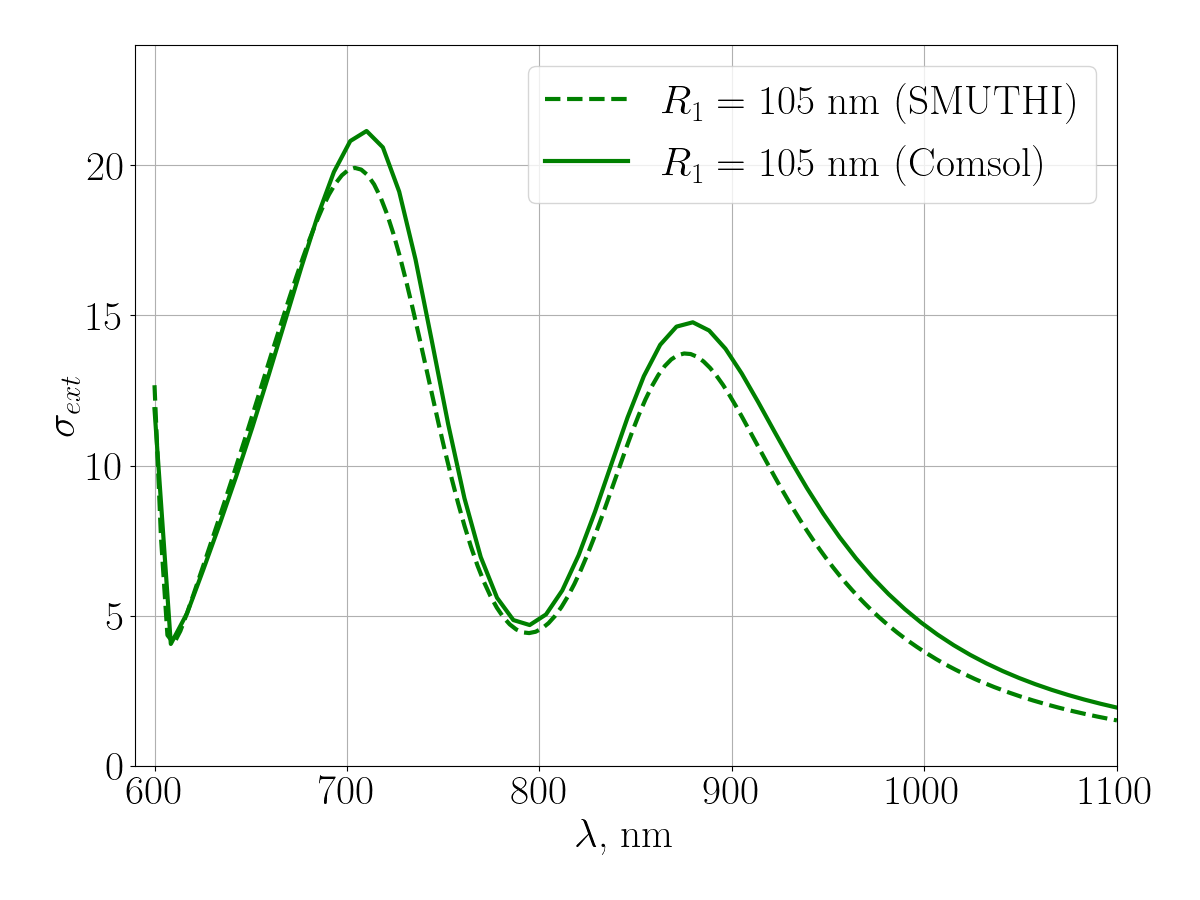 R₁ = 105 nm (SMUTHI)
R₁ = 105 nm (Comsol)
20
15
10
5
0
σₑₓₜ
600 700 800 900 1000 1100
λ, nm